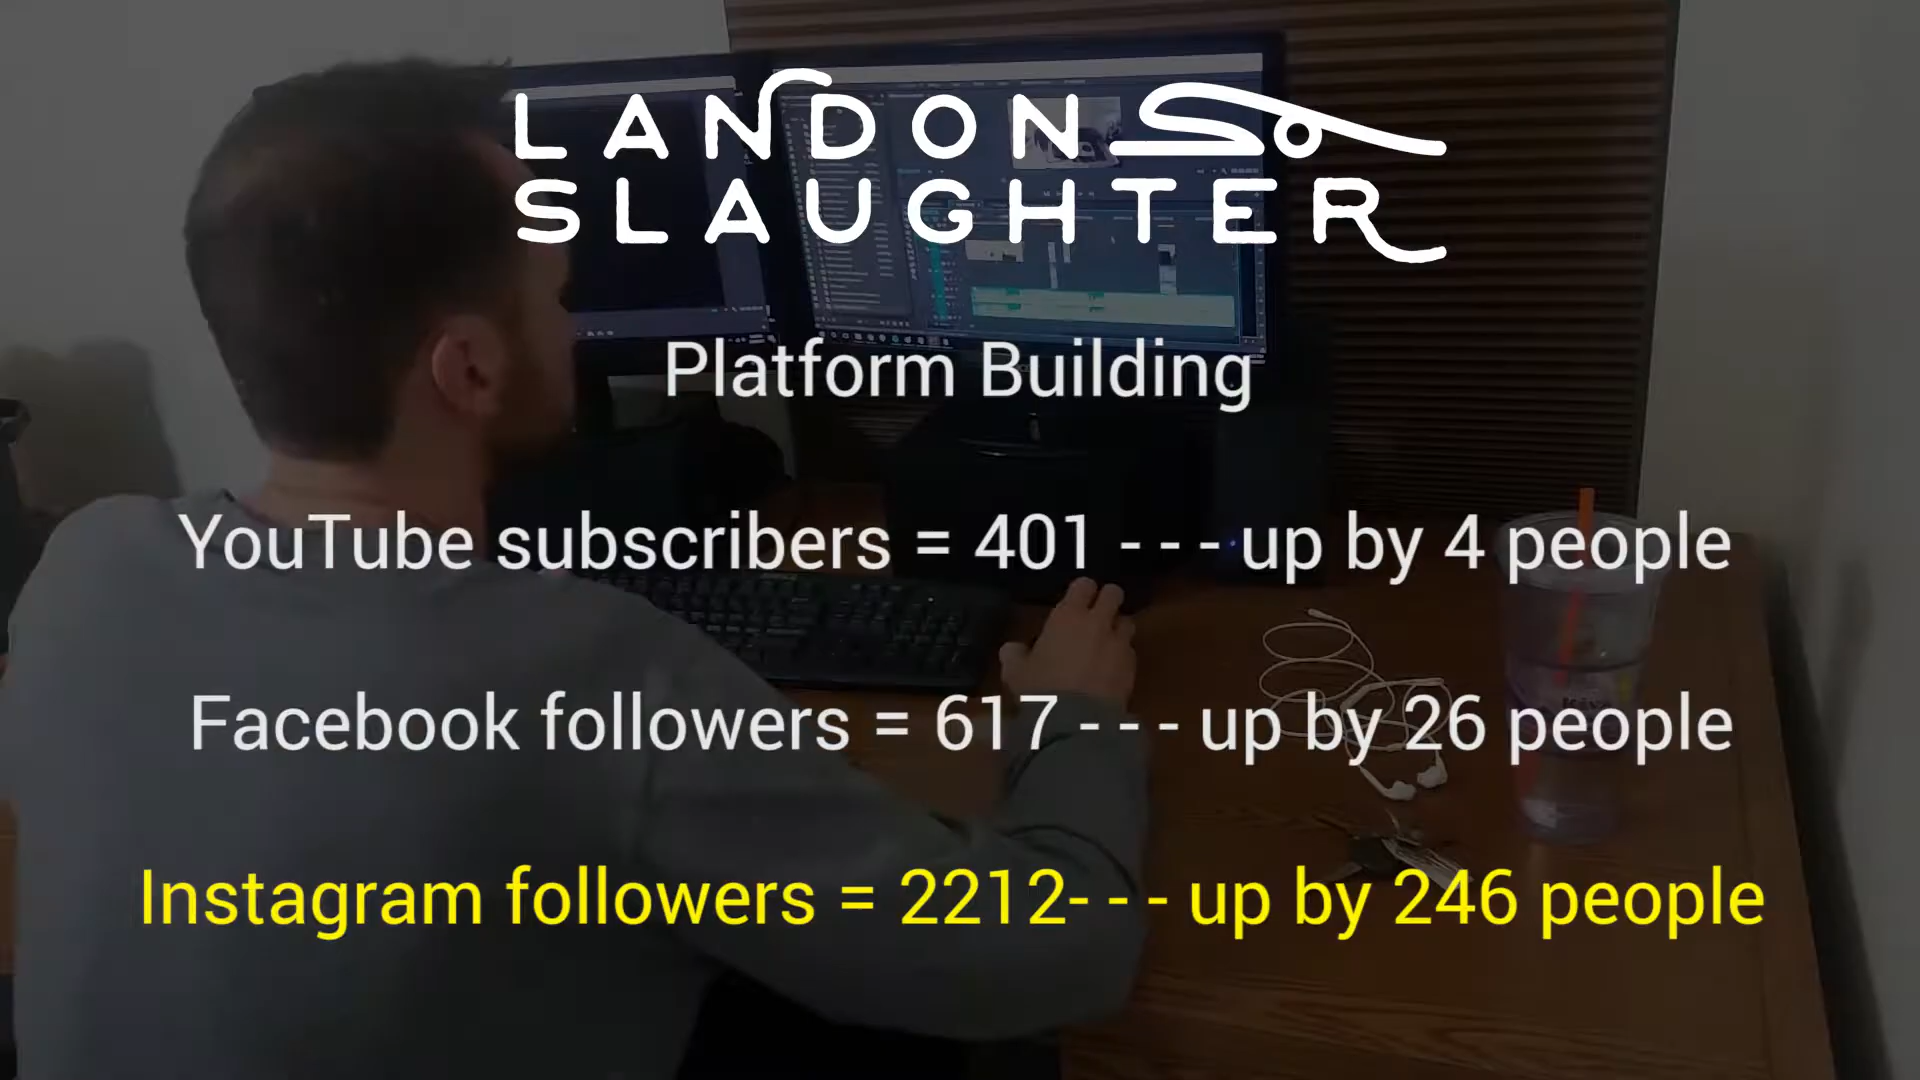 LANDON
SLAUGHTER
Platform Building
YouTube subscribers = 401 - - - up by 4 people
Facebook followers = 617 - - - up by 26 people
Instagram followers = 2212- - - up by 246 people